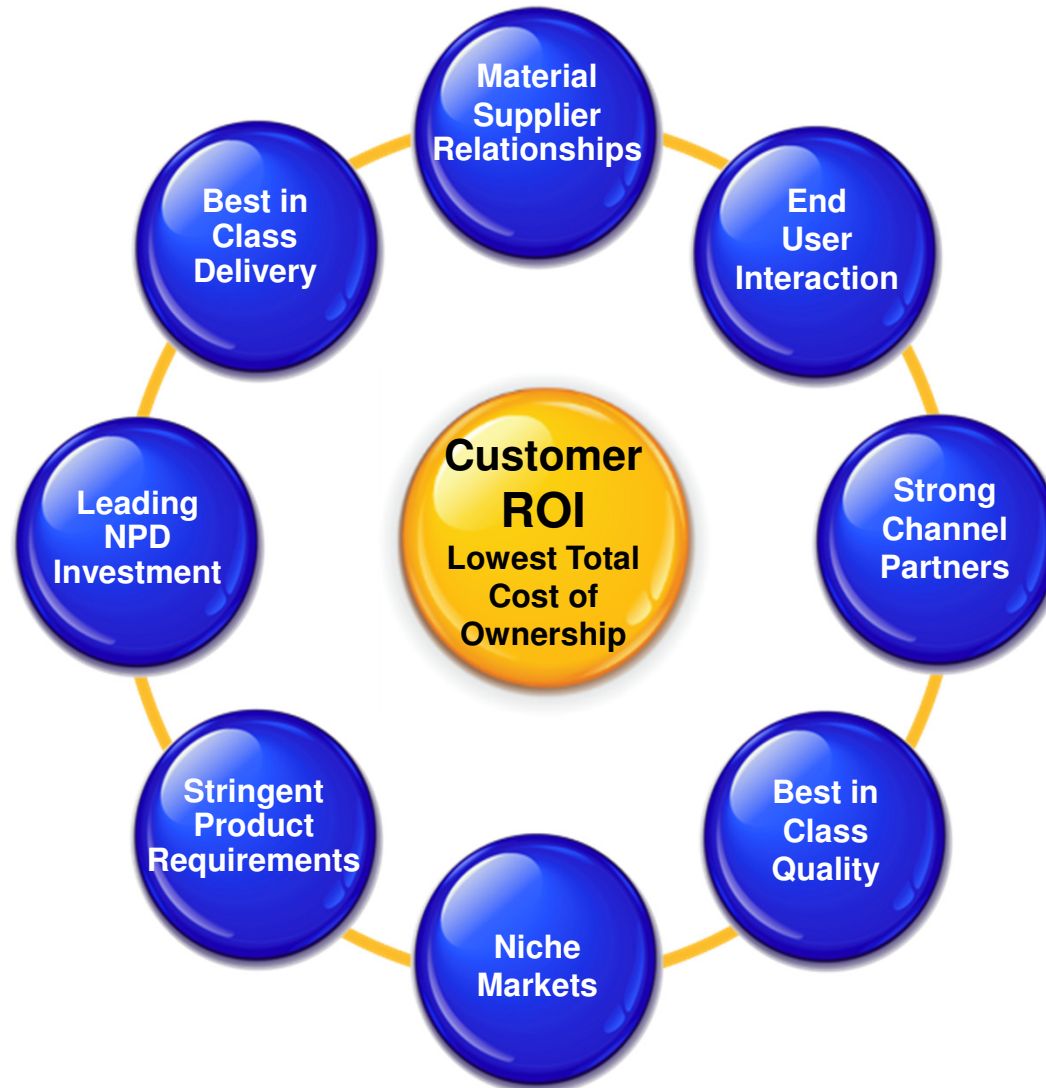 Material
Supplier
Relationships
End
User
Interaction
Strong
Channel
Partners
Best in
Class
Quality
Niche
Markets
Stringent
Product
Requirements
Leading
NPD
Investment
Best in
Class
Delivery
Customer
ROI
Lowest Total
Cost of
Ownership